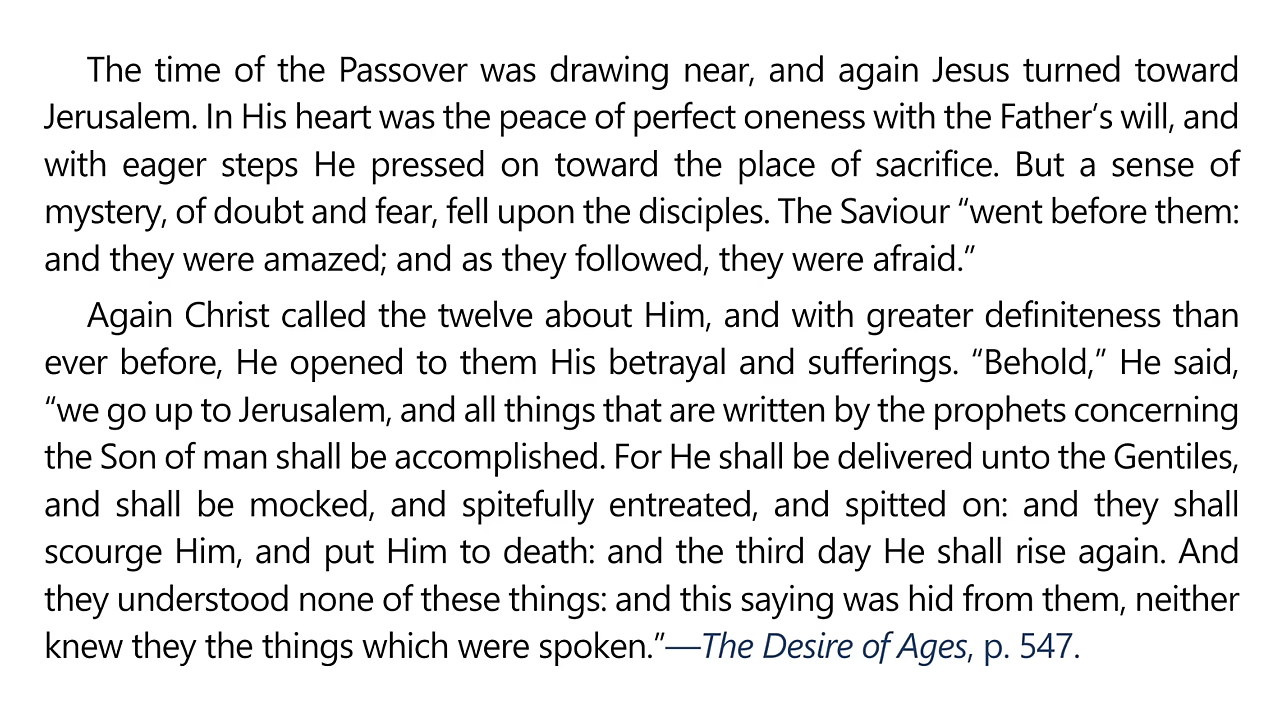 The time of the Passover was drawing near, and again Jesus turned toward
Jerusalem. In His heart was the peace of perfect oneness with the Father’s will, and
with eager steps He pressed on toward the place of sacrifice. But a sense of
mystery, of doubt and fear, fell upon the disciples. The Saviour “went before them:
and they were amazed; and as they followed, they were afraid.”
Again Christ called the twelve about Him, and with greater definiteness than
ever before, He opened to them His betrayal and sufferings. “Behold,” He said,
“we go up to Jerusalem, and all things that are written by the prophets concerning
the Son of man shall be accomplished. For He shall be delivered unto the Gentiles,
and shall be mocked, and spitefully entreated, and spitted on: and they shall
scourge Him, and put Him to death: and the third day He shall rise again. And
they understood none of these things: and this saying was hid from them, neither
knew they the things which were spoken.”—The Desire of Ages, p. 547.